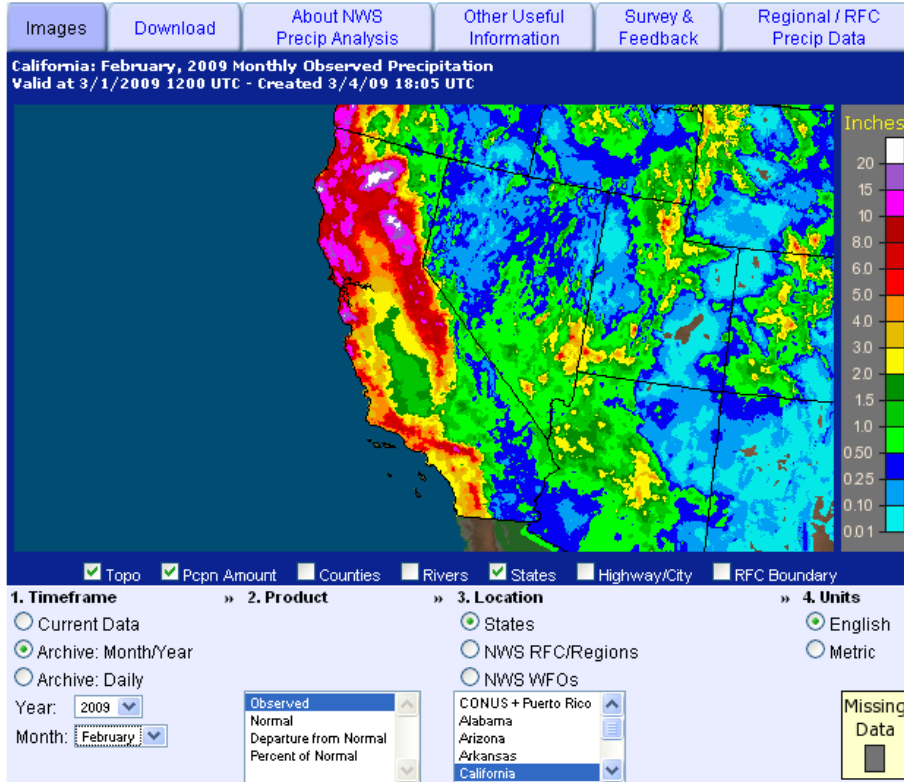 Images
Download
About NWS
Precip Analysis
Other Useful
Information
Survey &
Feedback
Regional / RFC
Precip Data
California: February, 2009 Monthly Observed Precipitation
Valid at 3/1/2009 1200 UTC - Created 3/4/09 18:05 UTC
Inches
20
15
10
8.0
6.0
5.0
4.0
3.0
2.0
1.5
1.0
0.50
0.25
0.10
0.01
Topo Pcpn Amount Counties Rivers States Highway/City RFC Boundary
1. Timeframe » 2. Product » 3. Location » 4. Units
Current Data
Archive: Month/Year
Archive: Daily
Year: 2009
Month: February
Observed
Normal
Departure from Normal
Percent of Normal
States
NWS RFC/Regions
NWS WFOs
CONUS + Puerto Rico
Alabama
Arizona
Arkansas
California
English
Metric
Missing
Data